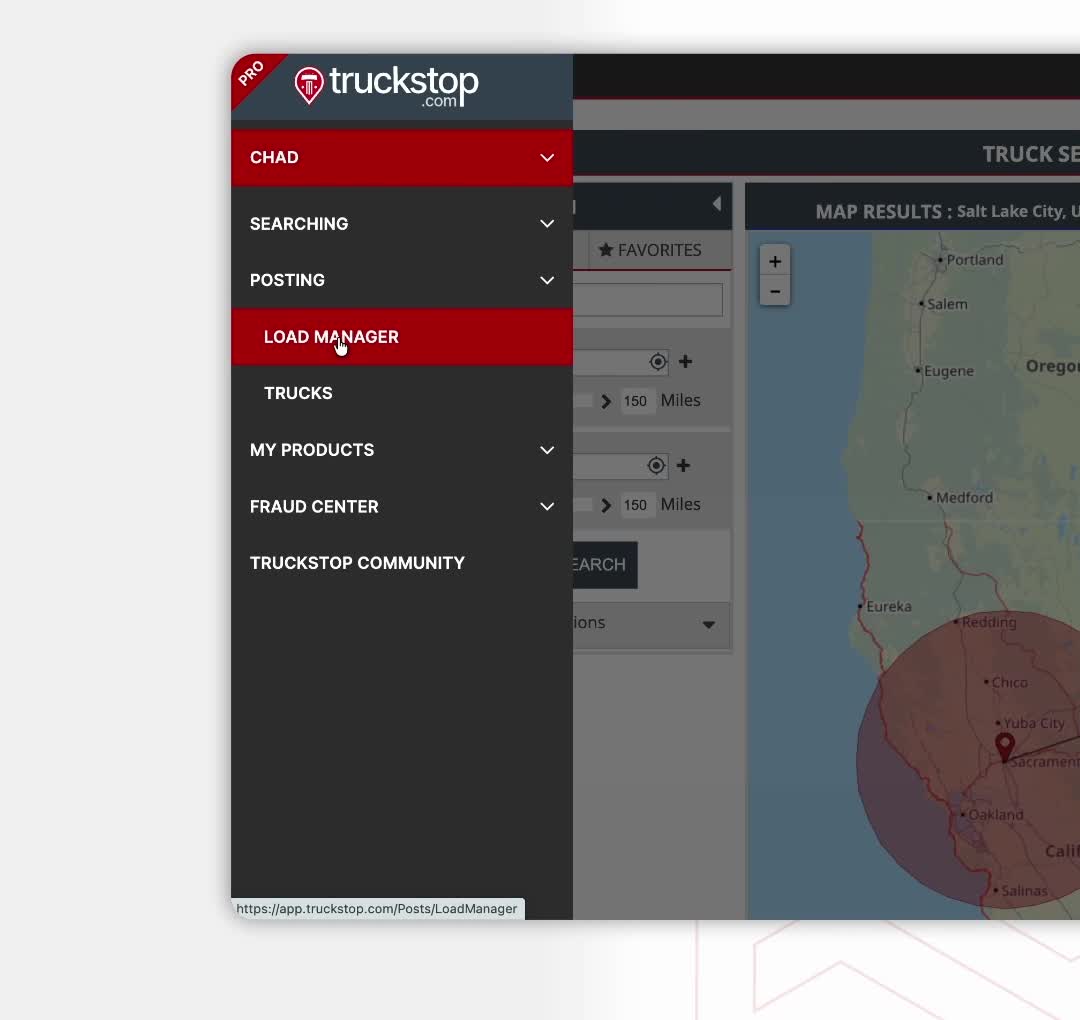 PRO
truckstop
.com
CHAD
SEARCHING
POSTING
LOAD MANAGER
TRUCKS
MY PRODUCTS
FRAUD CENTER
TRUCKSTOP COMMUNITY
https://app.truckstop.com/Posts/LoadManager
TRUCK SE
FAVORITES
150 Miles
150 Miles
EARCH
ions
MAP RESULTS : Salt Lake City, U
+
-
Portland
Salem
Eugene
Orego
Medford
Eureka
Redding
Chico
Yuba City
Sacrament
Oakland
Calif
Salinas